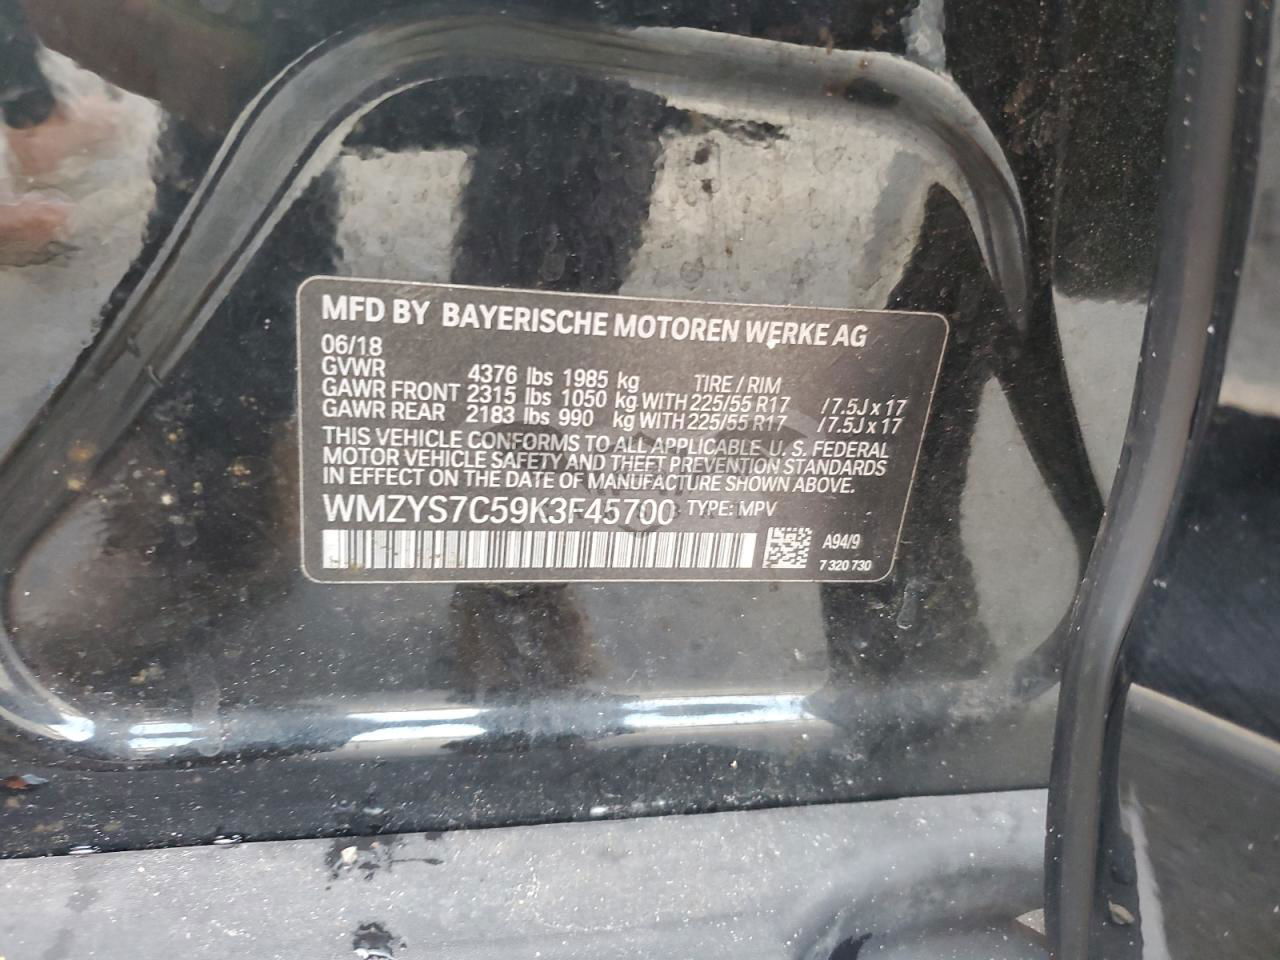 MFD BY BAYERISCHE MOTOREN WERKE AG
06/18
GVWR 4376 lbs 1985 kg TIRE / RIM
GAWR FRONT 2315 lbs 1050 kg WITH 225/55 R17 /7.5J x 17
GAWR REAR 2183 lbs 990 kg WITH 225/55 R17 /7.5J x 17
THIS VEHICLE CONFORMS TO ALL APPLICABLE U. S. FEDERAL
MOTOR VEHICLE SAFETY AND THEFT PREVENTION STANDARDS
IN EFFECT ON THE DATE OF MANUFACTURE SHOWN ABOVE.
WMZYS7C59K3F45700 TYPE: MPV
A94/9
7 320 730